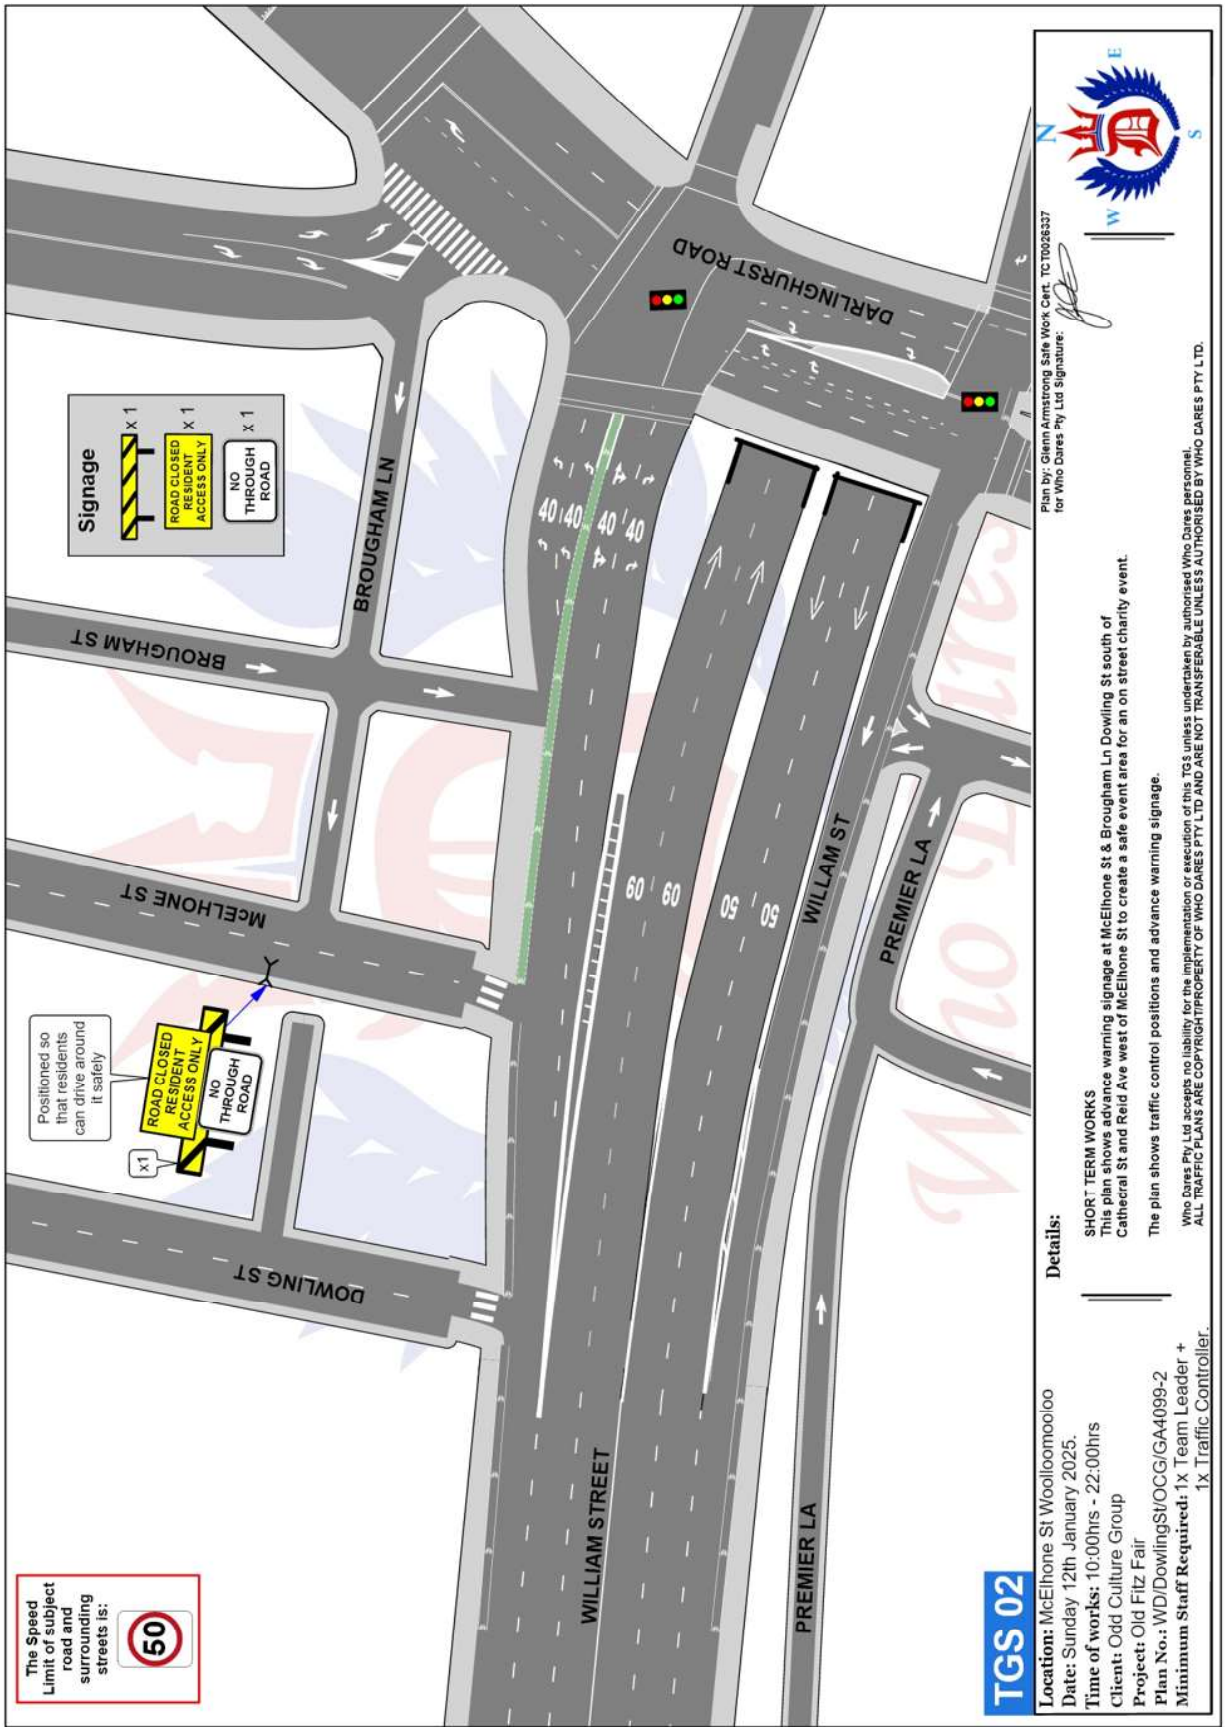 The Speed
Limit of subject
road and
surrounding
streets is:
50
Positioned so
that residents
can drive around
it safely
x1
ROAD CLOSED
RESIDENT
ACCESS ONLY
NO
THROUGH
ROAD
Signage
x 1
ROAD CLOSED
RESIDENT
ACCESS ONLY
x 1
NO
THROUGH
ROAD
x 1
DOWLING ST
McELHONE ST
BROUGHAM ST
BROUGHAM LN
DARLINGHURST ROAD
WILLIAM STREET
WILLAM ST
PREMIER LA
PREMIER LA
40 40 40 40
60 60
50 50
Who Dares
TGS 02
Location: McElhone St Woolloomooloo
Date: Sunday 12th January 2025.
Time of works: 10:00hrs - 22:00hrs
Client: Odd Culture Group
Project: Old Fitz Fair
Plan No.: WD/DowlingSt/OCG/GA4099-2
Minimum Staff Required: 1x Team Leader +
1x Traffic Controller.
Details:
SHORT TERM WORKS
This plan shows advance warning signage at McElhone St & Brougham Ln Dowling St south of
Cathedral St and Reid Ave west of McElhone St to create a safe event area for an on street charity event.
The plan shows traffic control positions and advance warning signage.
Who Dares Pty Ltd accepts no liability for the implementation or execution of this TGS unless undertaken by authorised Who Dares personnel.
ALL TRAFFIC PLANS ARE COPYRIGHT/PROPERTY OF WHO DARES PTY LTD AND ARE NOT TRANSFERABLE UNLESS AUTHORISED BY WHO DARES PTY LTD.
Plan by: Glenn Armstrong Safe Work Cert. TCT0026337
for Who Dares Pty Ltd Signature:
N
W
E
S
D